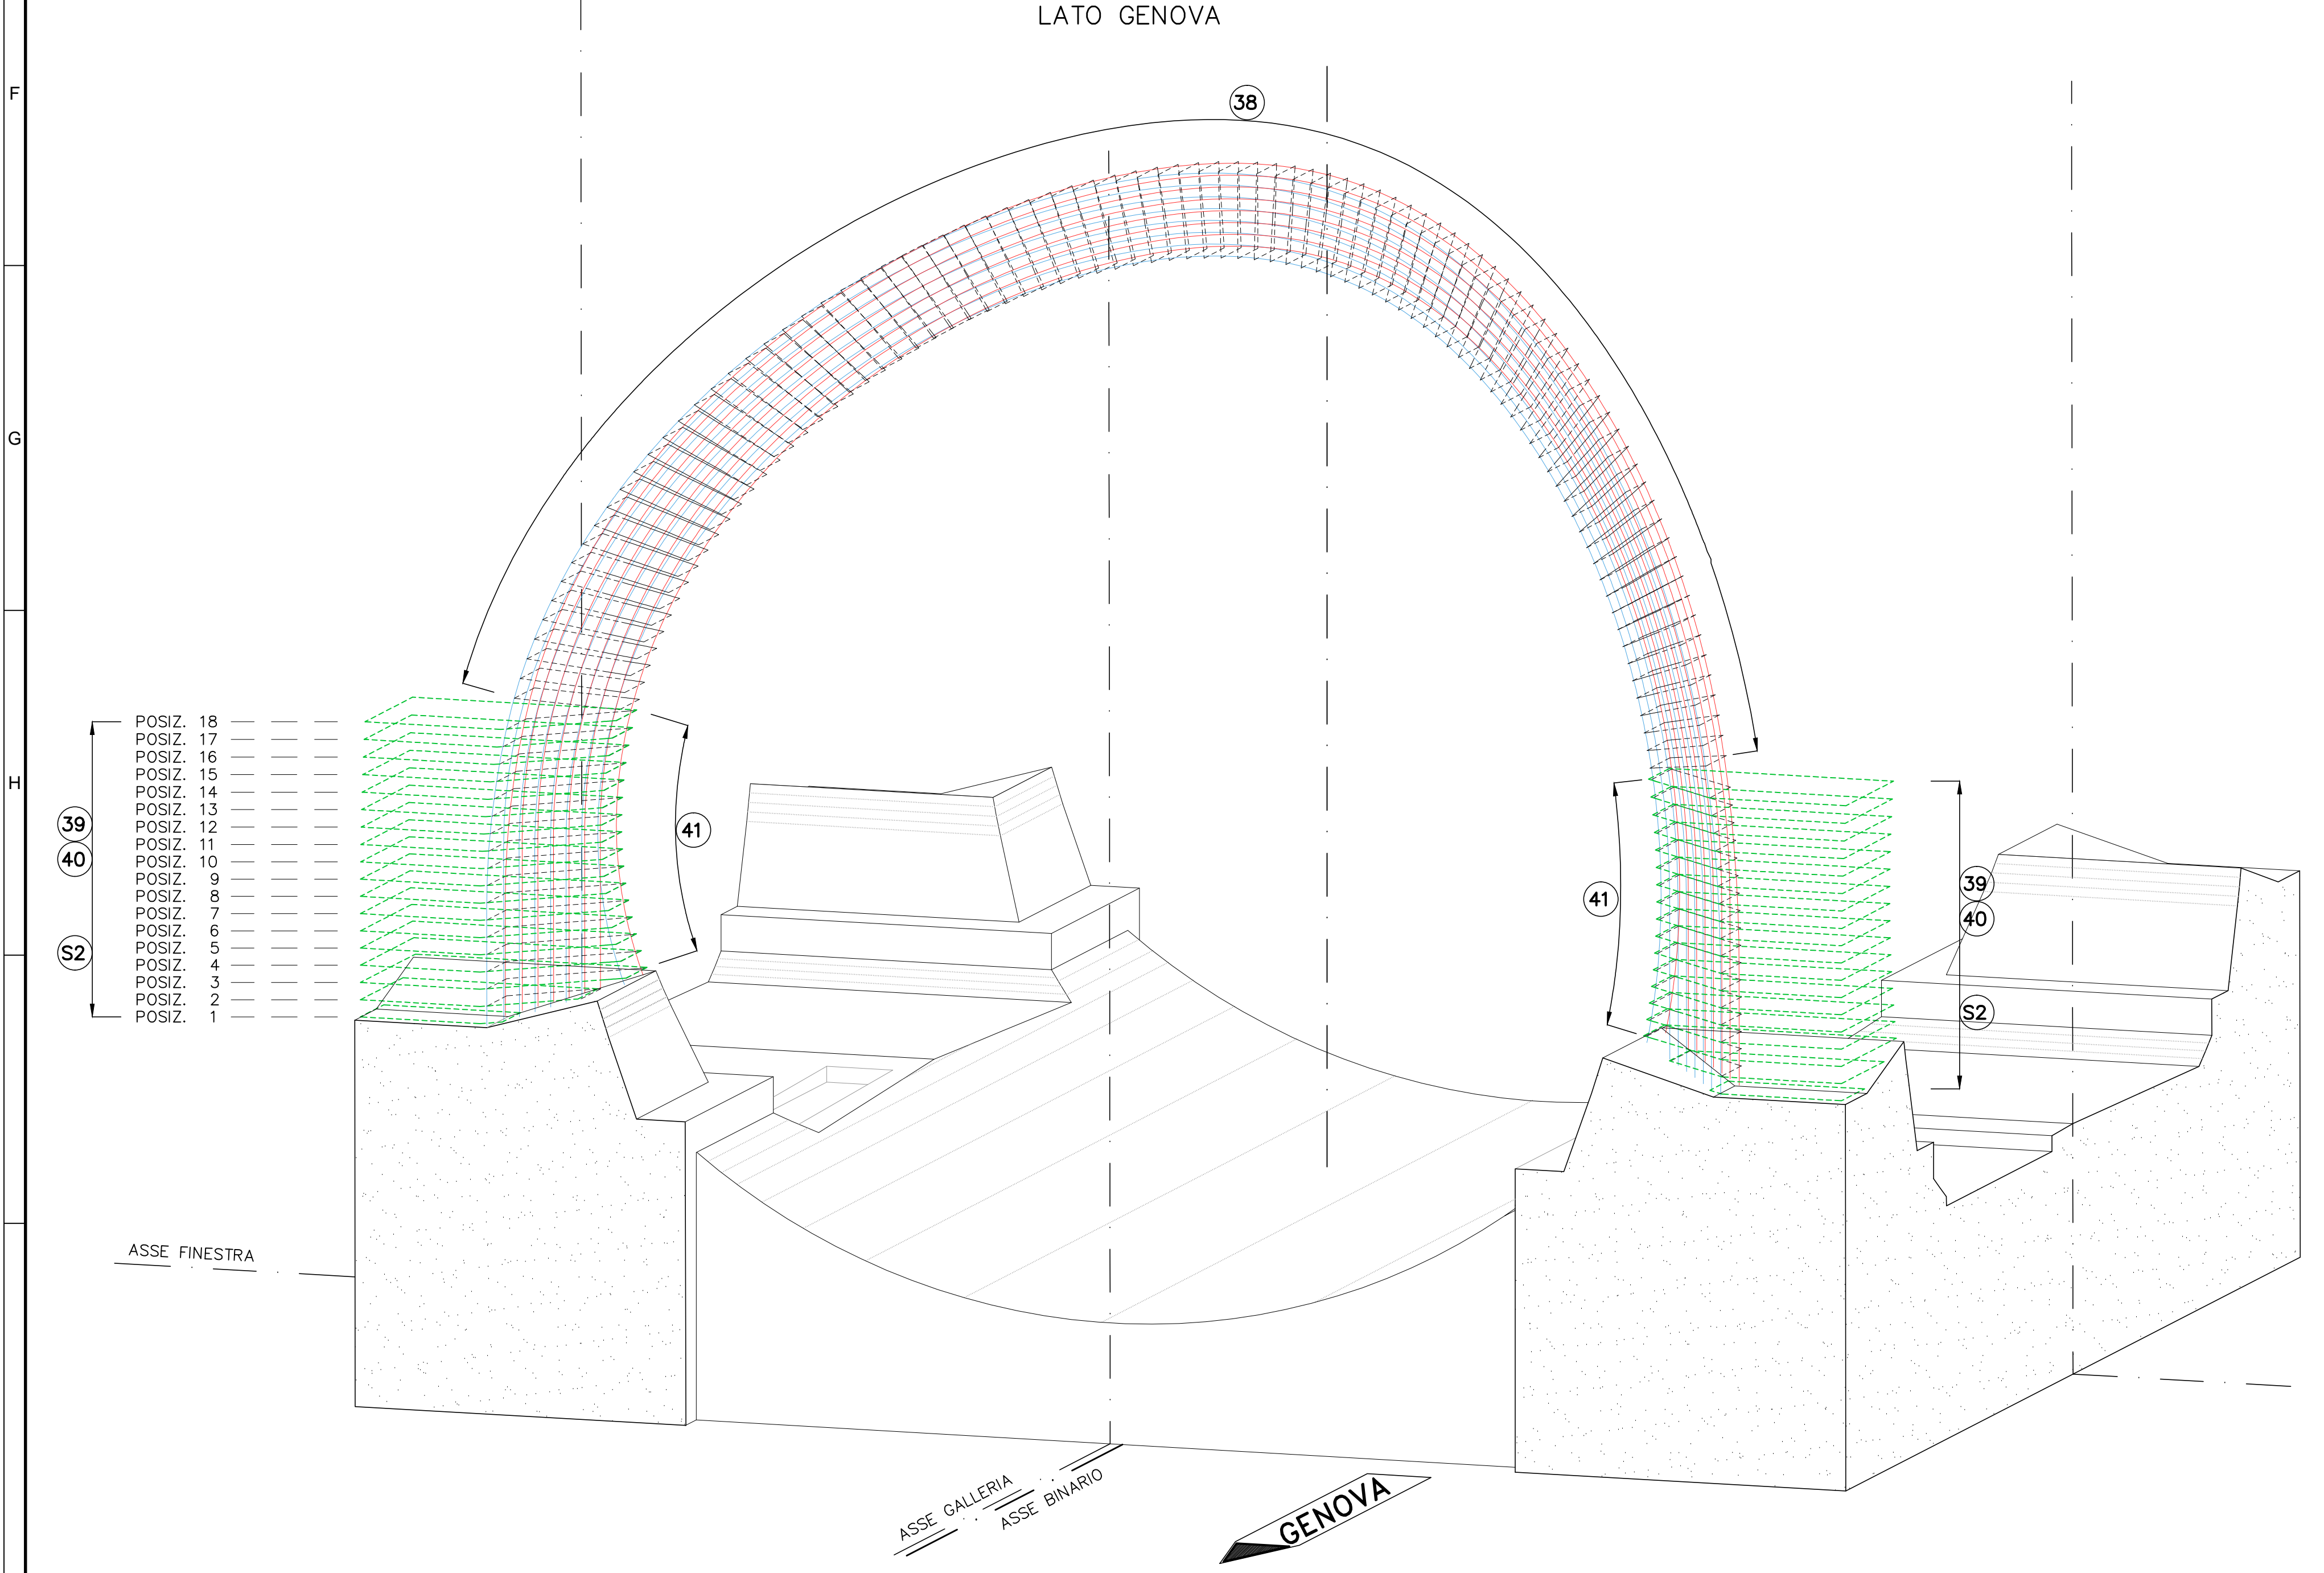 LATO GENOVA
F
38
G
H
POSIZ. 18
POSIZ. 17
POSIZ. 16
POSIZ. 15
POSIZ. 14
POSIZ. 13
POSIZ. 12
POSIZ. 11
POSIZ. 10
POSIZ. 9
POSIZ. 8
POSIZ. 7
POSIZ. 6
POSIZ. 5
POSIZ. 4
POSIZ. 3
POSIZ. 2
POSIZ. 1
39
40
S2
41
41
39
40
S2
ASSE FINESTRA
ASSE GALLERIA
ASSE BINARIO
GENOVA